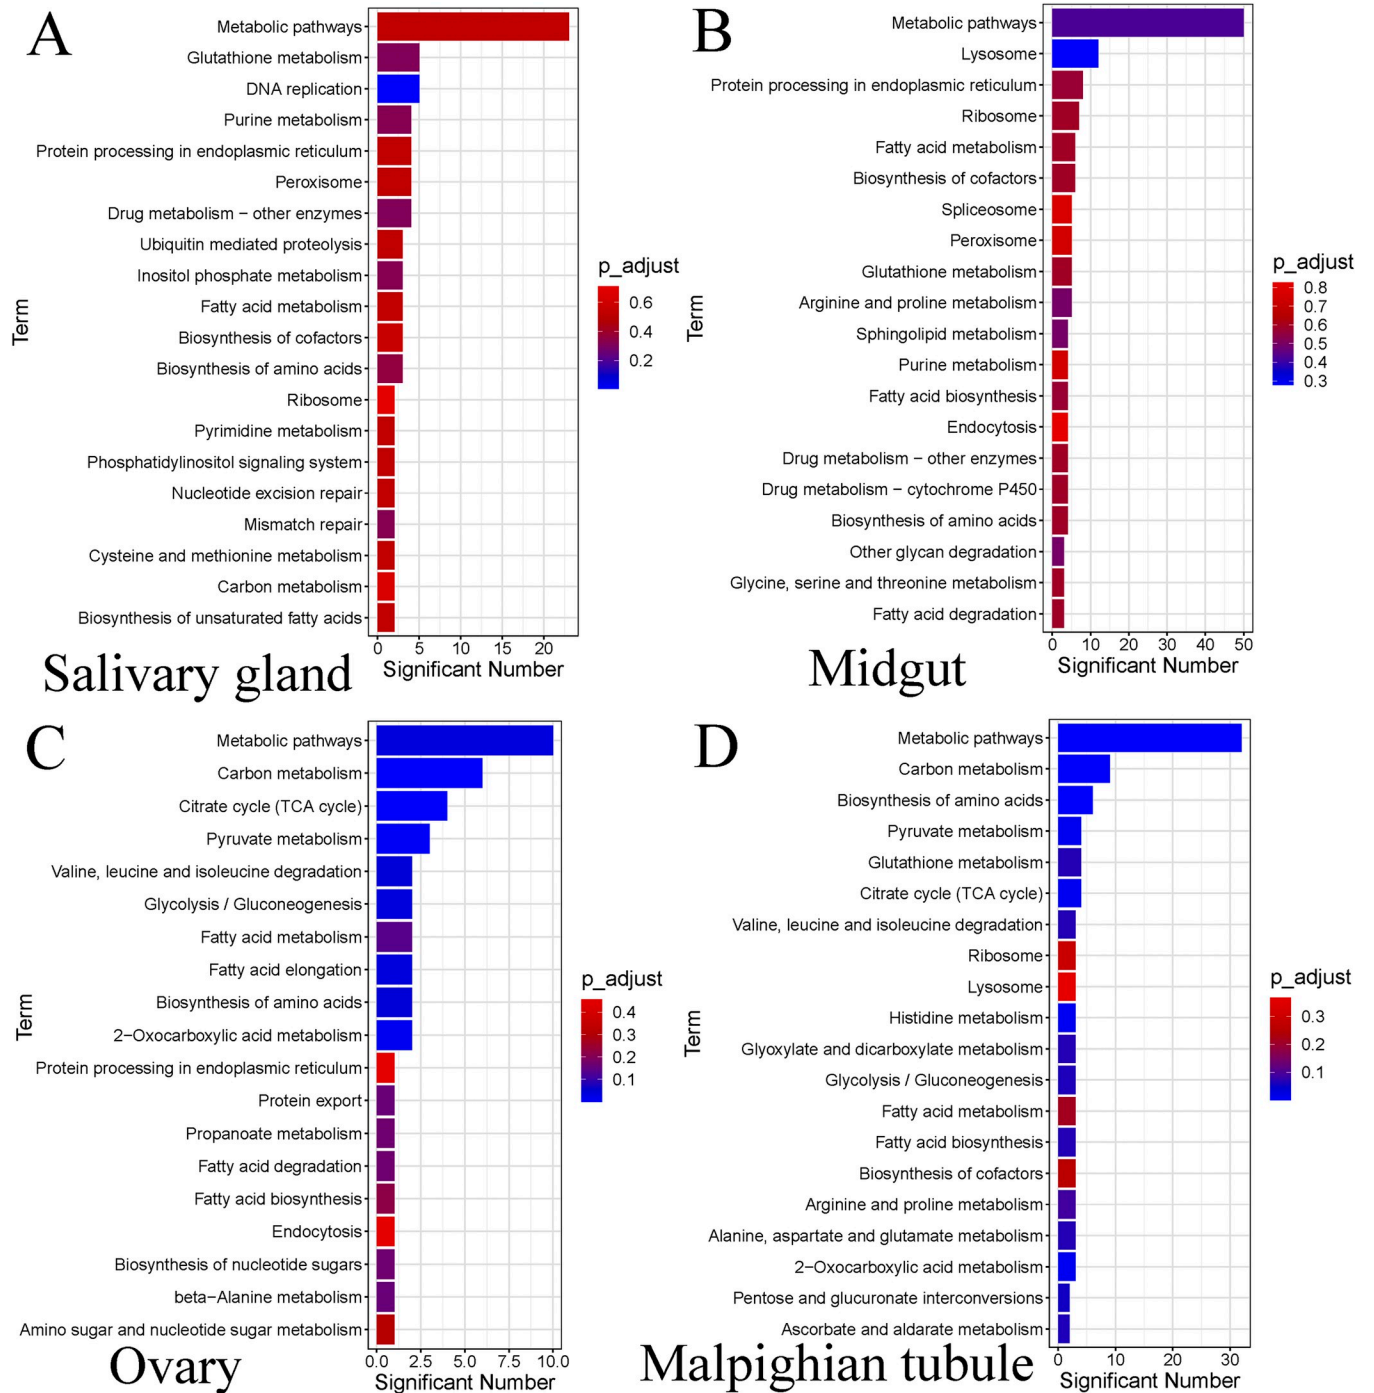 A
Metabolic pathways
Glutathione metabolism
DNA replication
Purine metabolism
Protein processing in endoplasmic reticulum
Peroxisome
Drug metabolism − other enzymes
Ubiquitin mediated proteolysis
Inositol phosphate metabolism
Fatty acid metabolism
Biosynthesis of cofactors
Biosynthesis of amino acids
Ribosome
Pyrimidine metabolism
Phosphatidylinositol signaling system
Nucleotide excision repair
Mismatch repair
Cysteine and methionine metabolism
Carbon metabolism
Biosynthesis of unsaturated fatty acids
Term
0 5 10 15 20
Significant Number
p_adjust
0.6
0.4
0.2
Salivary gland
B
Metabolic pathways
Lysosome
Protein processing in endoplasmic reticulum
Ribosome
Fatty acid metabolism
Biosynthesis of cofactors
Spliceosome
Peroxisome
Glutathione metabolism
Arginine and proline metabolism
Sphingolipid metabolism
Purine metabolism
Fatty acid biosynthesis
Endocytosis
Drug metabolism − other enzymes
Drug metabolism − cytochrome P450
Biosynthesis of amino acids
Other glycan degradation
Glycine, serine and threonine metabolism
Fatty acid degradation
Term
0 10 20 30 40 50
Significant Number
p_adjust
0.8
0.7
0.6
0.5
0.4
0.3
Midgut
C
Metabolic pathways
Carbon metabolism
Citrate cycle (TCA cycle)
Pyruvate metabolism
Valine, leucine and isoleucine degradation
Glycolysis / Gluconeogenesis
Fatty acid metabolism
Fatty acid elongation
Biosynthesis of amino acids
2−Oxocarboxylic acid metabolism
Protein processing in endoplasmic reticulum
Protein export
Propanoate metabolism
Fatty acid degradation
Fatty acid biosynthesis
Endocytosis
Biosynthesis of nucleotide sugars
beta−Alanine metabolism
Amino sugar and nucleotide sugar metabolism
Term
0.0 2.5 5.0 7.5 10.0
Significant Number
p_adjust
0.4
0.3
0.2
0.1
Ovary
D
Metabolic pathways
Carbon metabolism
Biosynthesis of amino acids
Pyruvate metabolism
Glutathione metabolism
Citrate cycle (TCA cycle)
Valine, leucine and isoleucine degradation
Ribosome
Lysosome
Histidine metabolism
Glyoxylate and dicarboxylate metabolism
Glycolysis / Gluconeogenesis
Fatty acid metabolism
Fatty acid biosynthesis
Biosynthesis of cofactors
Arginine and proline metabolism
Alanine, aspartate and glutamate metabolism
2−Oxocarboxylic acid metabolism
Pentose and glucuronate interconversions
Ascorbate and aldarate metabolism
Term
0 10 20 30
Significant Number
p_adjust
0.3
0.2
0.1
Malpighian tubule